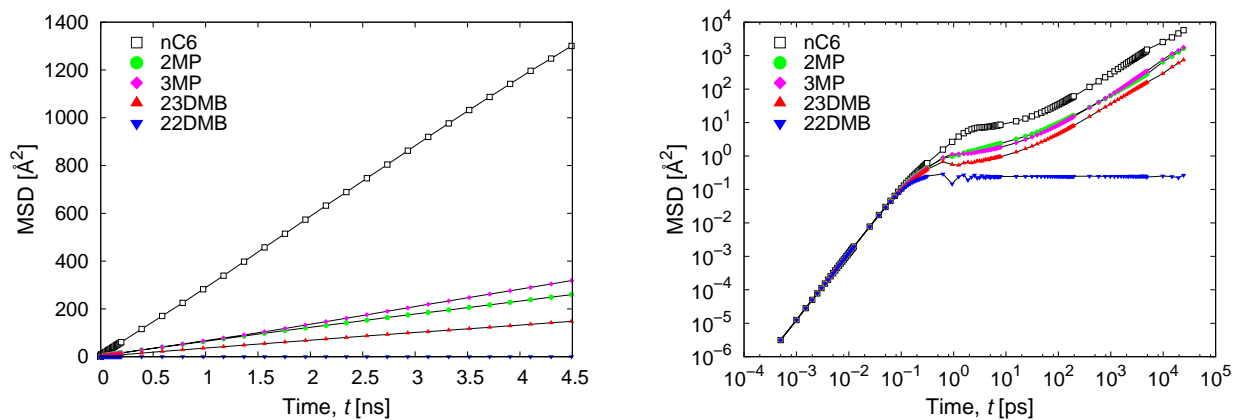 MSD [Å²]
1400
1200
1000
800
600
400
200
0
nC6
2MP
3MP
23DMB
22DMB
0 0.5 1 1.5 2 2.5 3 3.5 4 4.5
Time, t [ns]
MSD [Å²]
10⁴
10³
10²
10¹
10⁰
10⁻¹
10⁻²
10⁻³
10⁻⁴
10⁻⁵
10⁻⁶
nC6
2MP
3MP
23DMB
22DMB
10⁻⁴ 10⁻³ 10⁻² 10⁻¹ 10⁰ 10¹ 10² 10³ 10⁴ 10⁵
Time, t [ps]